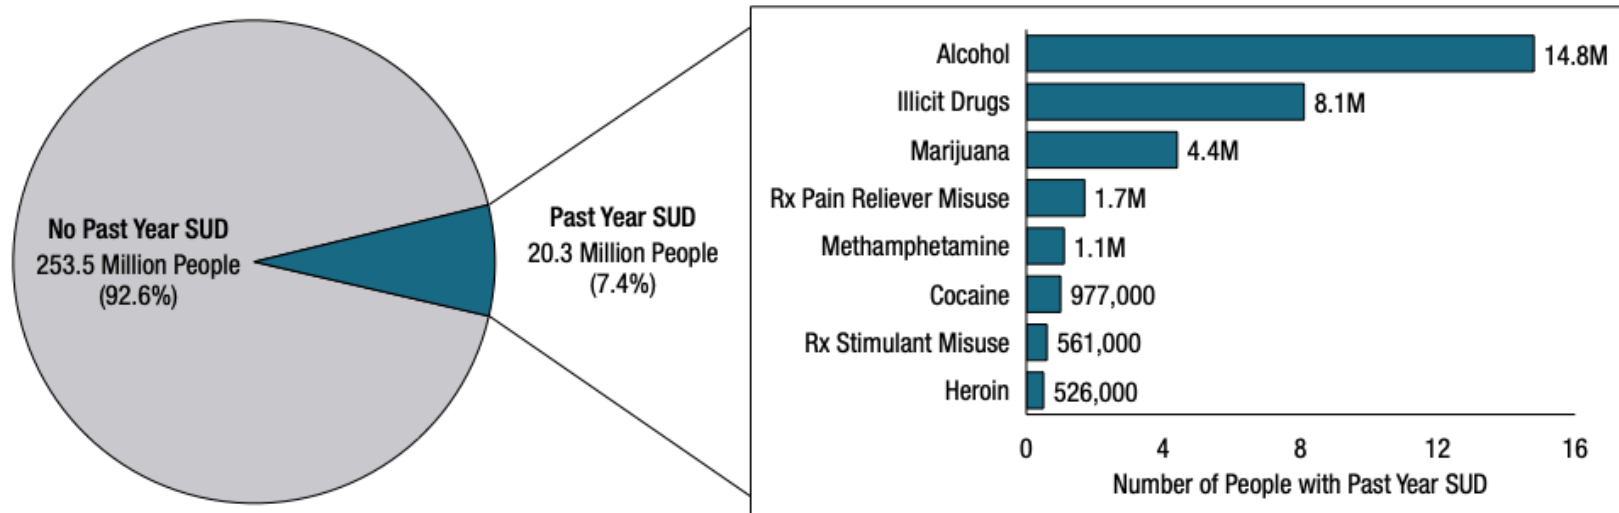 No Past Year SUD
253.5 Million People
(92.6%)
Past Year SUD
20.3 Million People
(7.4%)
Alcohol 14.8M
Illicit Drugs 8.1M
Marijuana 4.4M
Rx Pain Reliever Misuse 1.7M
Methamphetamine 1.1M
Cocaine 977,000
Rx Stimulant Misuse 561,000
Heroin 526,000
0 4 8 12 16
Number of People with Past Year SUD